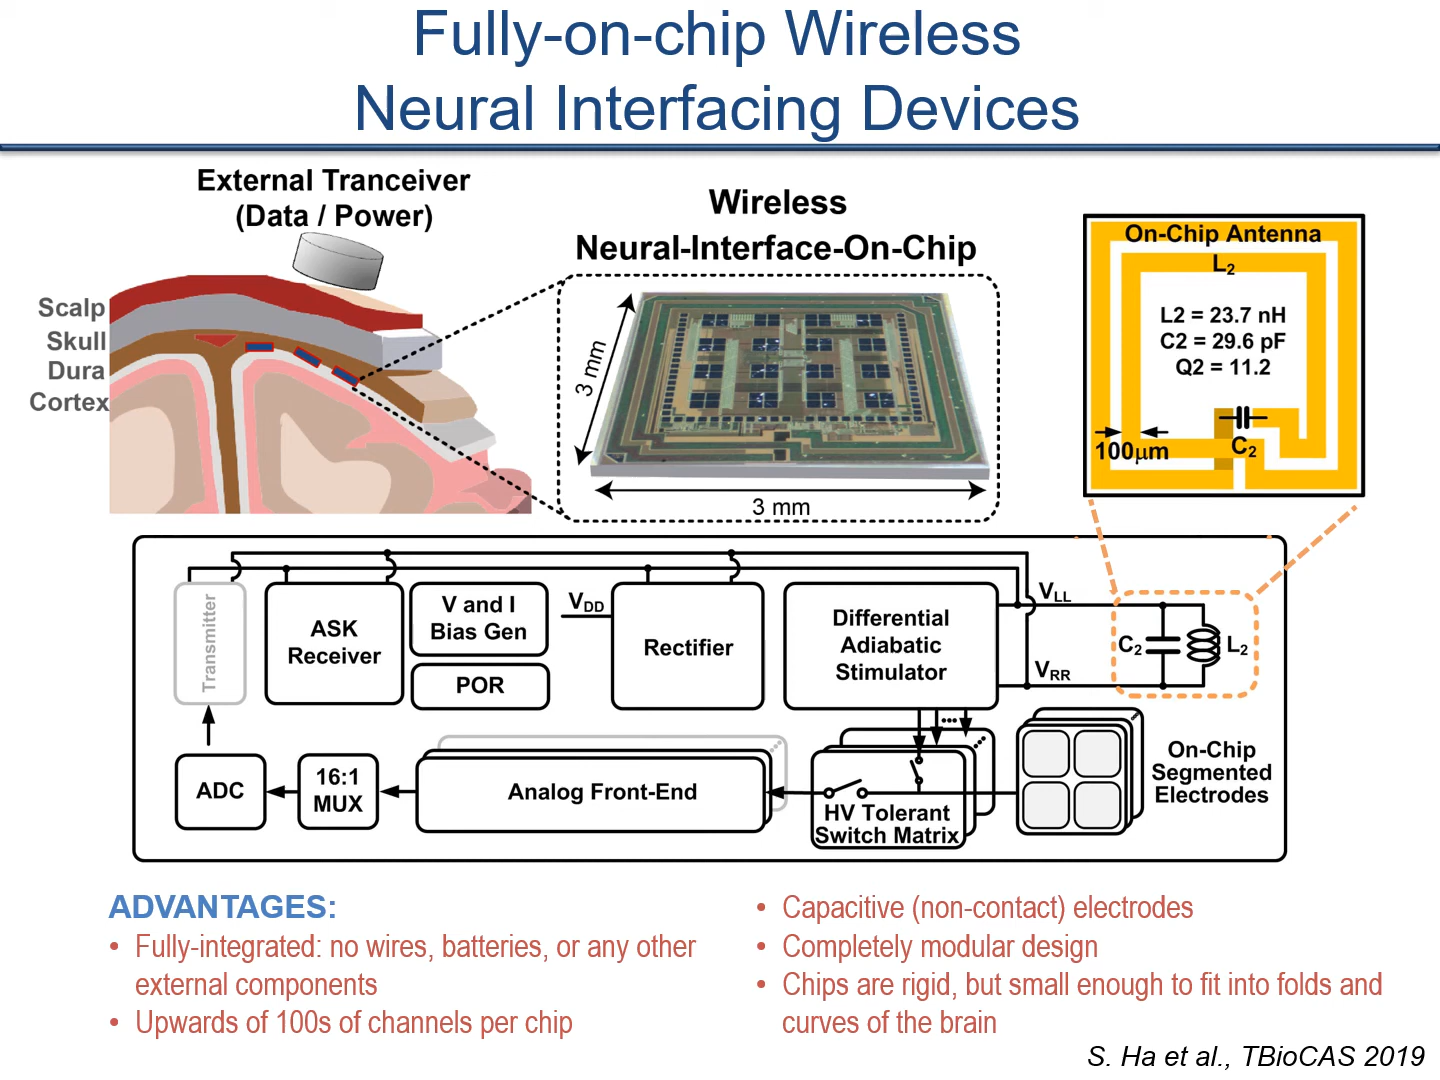 Fully-on-chip Wireless
Neural Interfacing Devices
External Tranceiver
(Data / Power)
Scalp
Skull
Dura
Cortex
Wireless
Neural-Interface-On-Chip
3 mm
3 mm
On-Chip Antenna
L2
L2 = 23.7 nH
C2 = 29.6 pF
Q2 = 11.2
100μm
C2
Transmitter
ASK
Receiver
V and I
Bias Gen
POR
VDD
Rectifier
Differential
Adiabatic
Stimulator
VLL
VRR
C2
L2
ADC
16:1
MUX
Analog Front-End
HV Tolerant
Switch Matrix
On-Chip
Segmented
Electrodes
ADVANTAGES:
• Fully-integrated: no wires, batteries, or any other
external components
• Upwards of 100s of channels per chip
• Capacitive (non-contact) electrodes
• Completely modular design
• Chips are rigid, but small enough to fit into folds and
curves of the brain
S. Ha et al., TBioCAS 2019